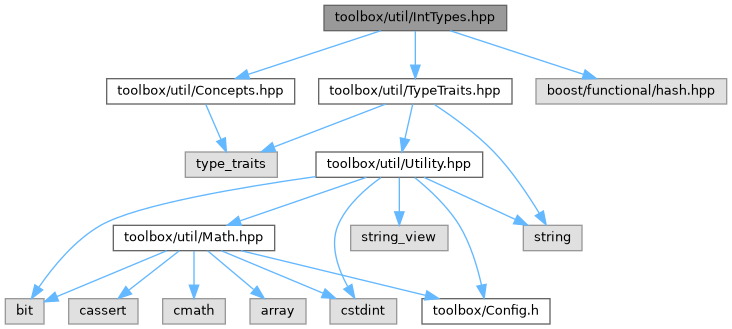 toolbox/util/IntTypes.hpp
toolbox/util/Concepts.hpp
toolbox/util/TypeTraits.hpp
boost/functional/hash.hpp
type_traits
toolbox/util/Utility.hpp
toolbox/util/Math.hpp
string_view
string
bit
cassert
cmath
array
cstdint
toolbox/Config.h